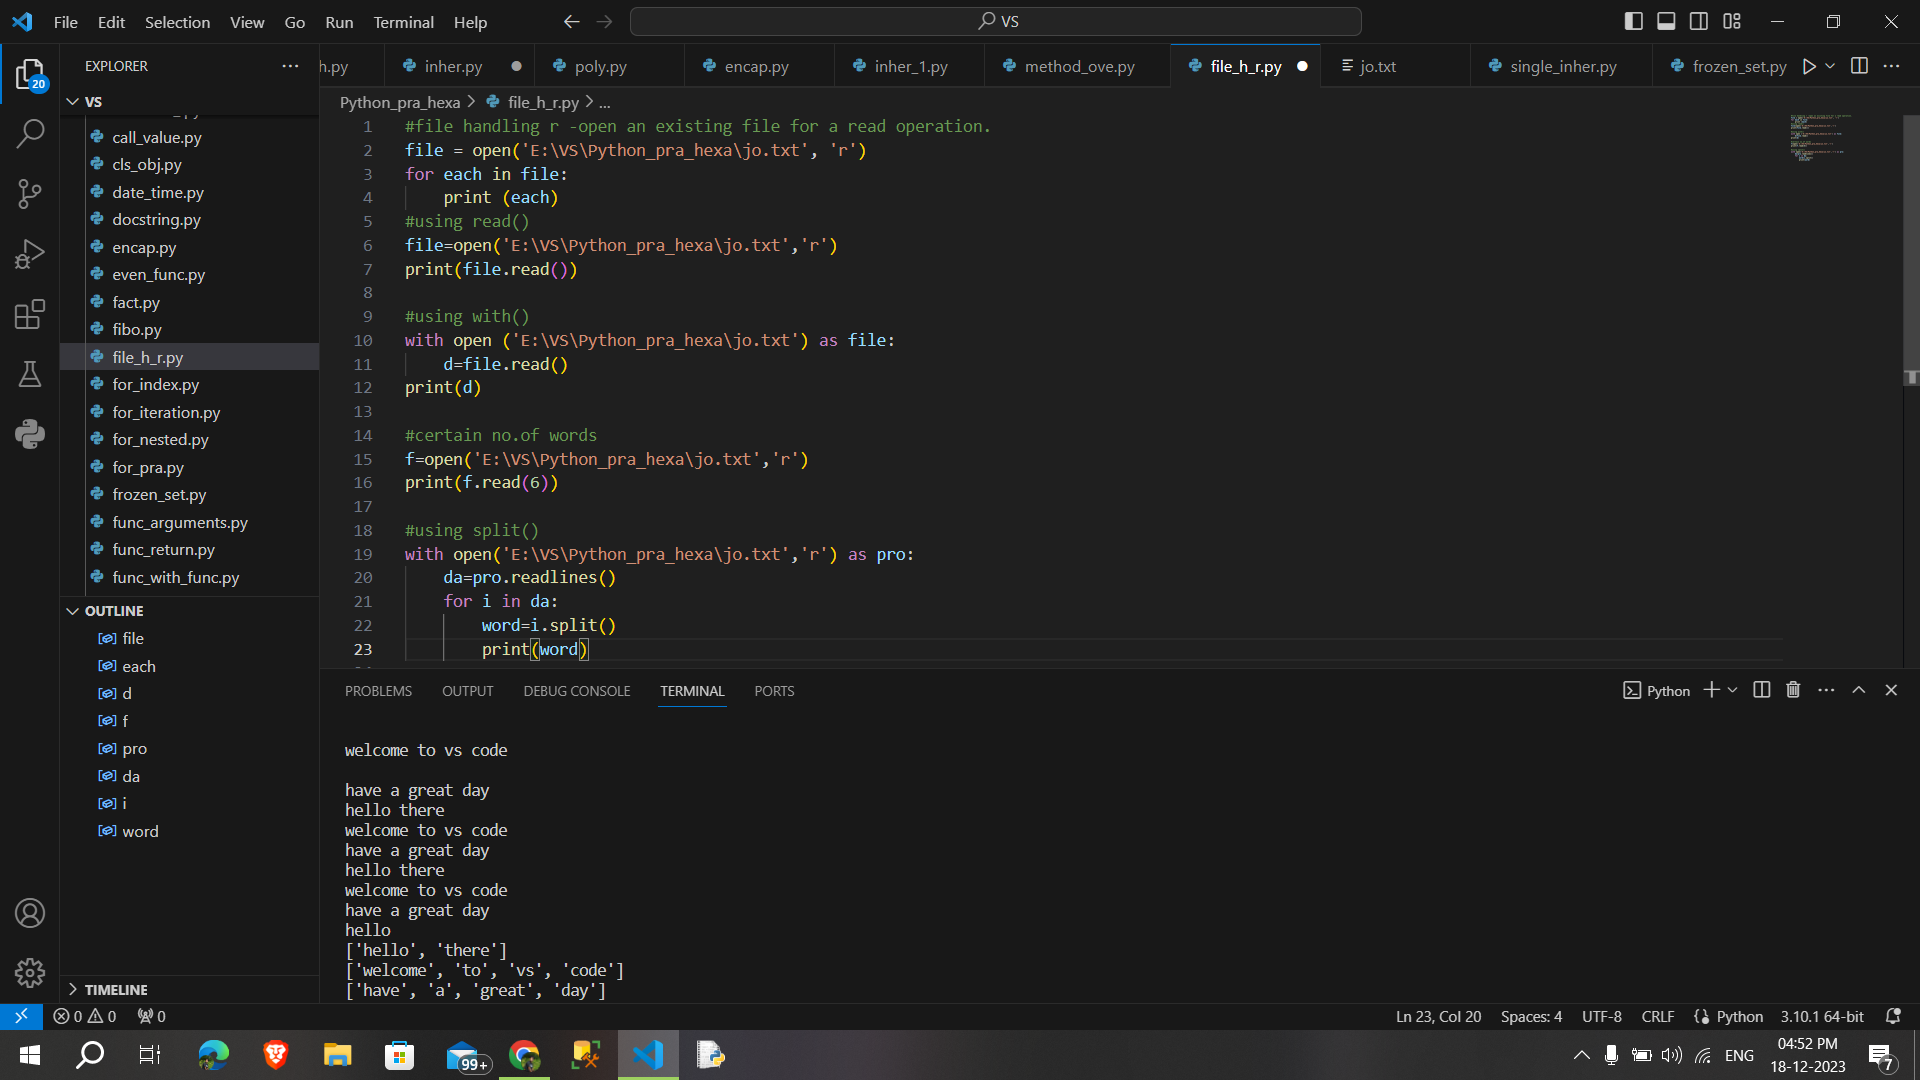 File Edit Selection View Go Run Terminal Help
VS
EXPLORER
h.py inher.py poly.py encap.py inher_1.py method_ove.py file_h_r.py jo.txt single_inher.py frozen_set.py
20
VS
Python_pra_hexa > file_h_r.py > ...
call_value.py
cls_obj.py
date_time.py
docstring.py
encap.py
even_func.py
fact.py
fibo.py
file_h_r.py
for_index.py
for_iteration.py
for_nested.py
for_pra.py
frozen_set.py
func_arguments.py
func_return.py
func_with_func.py
OUTLINE
file
each
d
f
pro
da
i
word
TIMELINE
1 #file handling r -open an existing file for a read operation.
2 file = open('E:\VS\Python_pra_hexa\jo.txt', 'r')
3 for each in file:
4     print (each)
5 #using read()
6 file=open('E:\VS\Python_pra_hexa\jo.txt','r')
7 print(file.read())
8
9 #using with()
10 with open ('E:\VS\Python_pra_hexa\jo.txt') as file:
11     d=file.read()
12 print(d)
13
14 #certain no.of words
15 f=open('E:\VS\Python_pra_hexa\jo.txt','r')
16 print(f.read(6))
17
18 #using split()
19 with open('E:\VS\Python_pra_hexa\jo.txt','r') as pro:
20     da=pro.readlines()
21     for i in da:
22         word=i.split()
23         print(word)
PROBLEMS OUTPUT DEBUG CONSOLE TERMINAL PORTS
Python
welcome to vs code
have a great day
hello there
welcome to vs code
have a great day
hello there
welcome to vs code
have a great day
hello
['hello', 'there']
['welcome', 'to', 'vs', 'code']
['have', 'a', 'great', 'day']
0 0 0
Ln 23, Col 20 Spaces: 4 UTF-8 CRLF Python 3.10.1 64-bit
99+
ENG
04:52 PM
18-12-2023
7